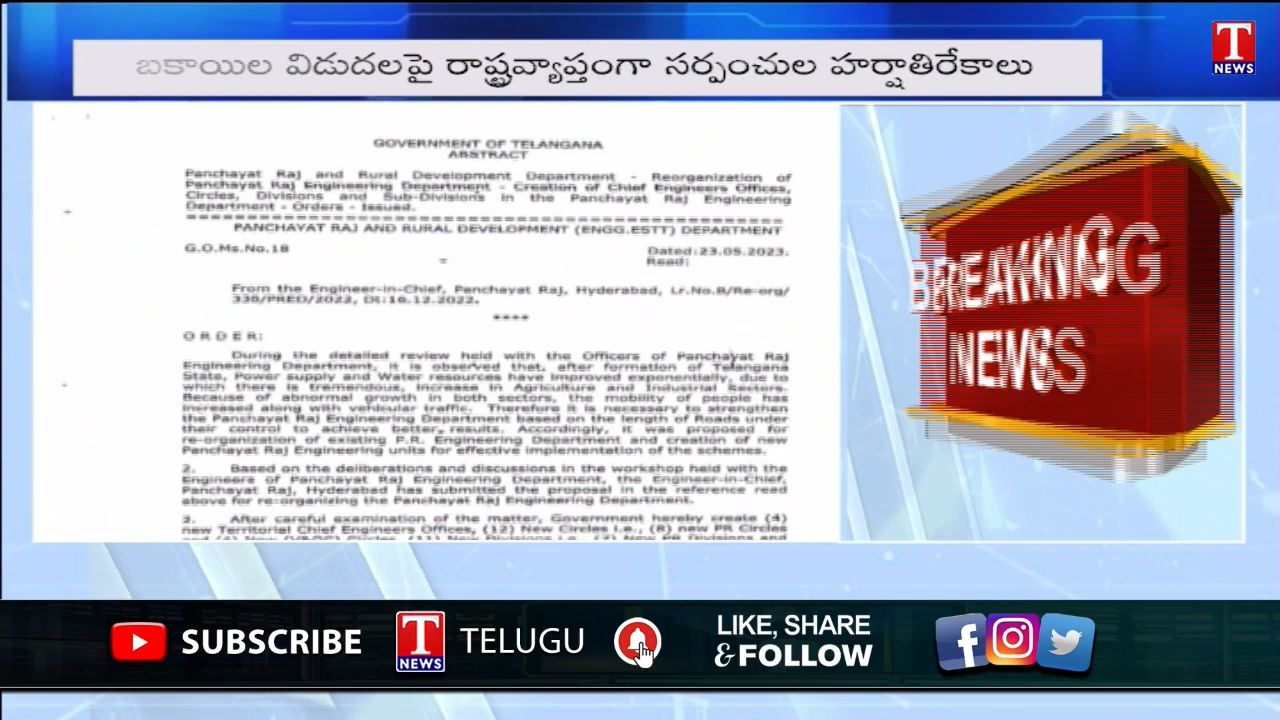 T
NEWS
బకాయిల విడుదలపై రాష్ట్రవ్యాప్తంగా సర్పంచుల హర్షాతిరేకాలు
GOVERNMENT OF TELANGANA
ABSTRACT
Panchayat Raj and Rural Development Department - Reorganization of
Panchayat Raj Engineering Department - Creation of Chief Engineers Offices,
Circles, Divisions and Sub-Divisions in the Panchayat Raj Engineering
Department - Orders - Issued.
PANCHAYAT RAJ AND RURAL DEVELOPMENT (ENGG.ESTT) DEPARTMENT
G.O.Ms.No.18
Dated:23.05.2023.
Read:
From the Engineer-in-Chief, Panchayat Raj, Hyderabad, Lr.No.B/Re-org/
338/PRED/2022, Dt:16.12.2022.
****
O R D E R:
During the detailed review held with the Officers of Panchayat Raj
Engineering Department, it is observed that, after formation of Telangana
State, Power supply and Water resources have improved exponentially, due to
which there is tremendous, increase in Agriculture and Industrial Sectors.
Because of abnormal growth in both sectors, the mobility of people has
increased along with vehicular traffic. Therefore it is necessary to strengthen
the Panchayat Raj Engineering Department based on the length of Roads under
their control to achieve better results. Accordingly, it was proposed for
re-organization of existing P.R. Engineering Department and creation of new
Panchayat Raj Engineering units for effective implementation of the schemes.
2. Based on the deliberations and discussions in the workshop held with the
Engineers of Panchayat Raj Engineering Department, the Engineer-in-Chief,
Panchayat Raj, Hyderabad has submitted the proposal in the reference read
above for re-organizing the Panchayat Raj Engineering Department.
3. After careful examination of the matter, Government hereby create (4)
new Territorial Chief Engineers Offices, (12) New Circles i.e., (8) new PR Circles
BREAKING
NEWS
SUBSCRIBE
T
NEWS
TELUGU
LIKE, SHARE
& FOLLOW